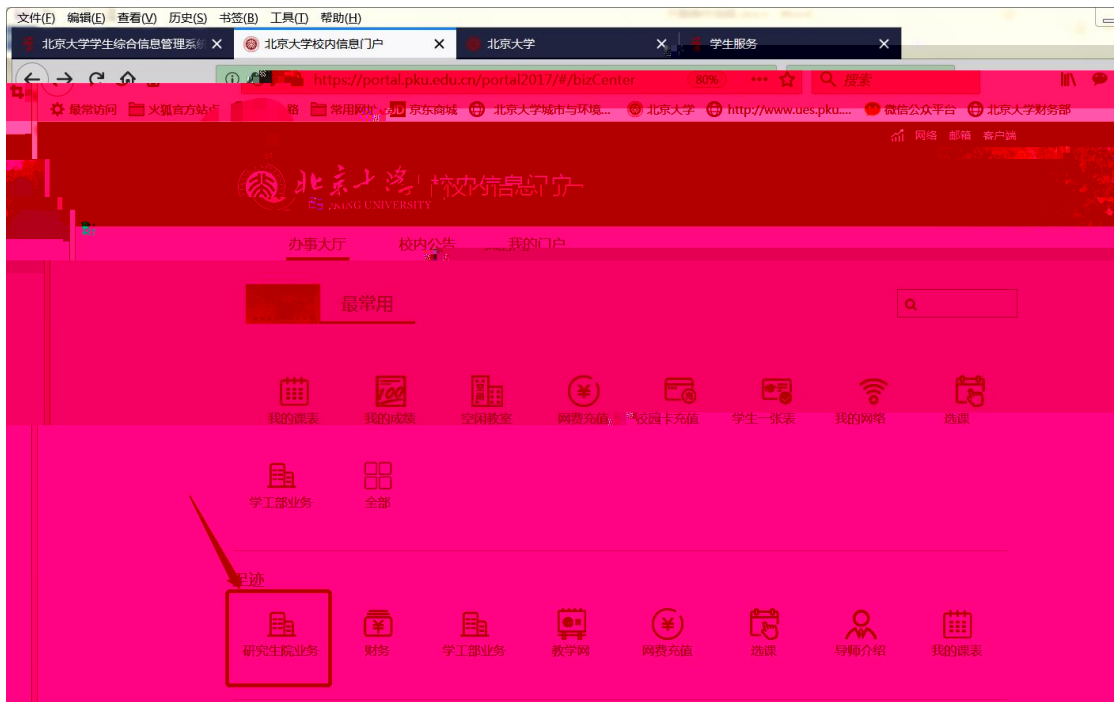 文件(F) 编辑(E) 查看(V) 历史(S) 书签(B) 工具(T) 帮助(H)
北京大学学生综合信息管理系统 × 北京大学校内信息门户 × 北京大学 × 学生服务 ×
https://portal.pku.edu.cn/portal2017/#/bizCenter 80% 搜索
最常访问 火狐官方站点 常用网址 JD 京东商城 北京大学城市与环境... 北京大学 http://www.ues.pku.... 微信公众平台 北京大学财务部
网络 邮箱 客户端
北京大学 校内信息门户
PEKING UNIVERSITY
办事大厅 校内公告 我的门户
最常用
我的课表 我的成绩 空闲教室 网费充值 校园卡充值 学生一张表 我的网络 选课
学工部业务 全部
足迹
研究生院业务 财务 学工部业务 教学网 网费充值 选课 导师介绍 我的课表